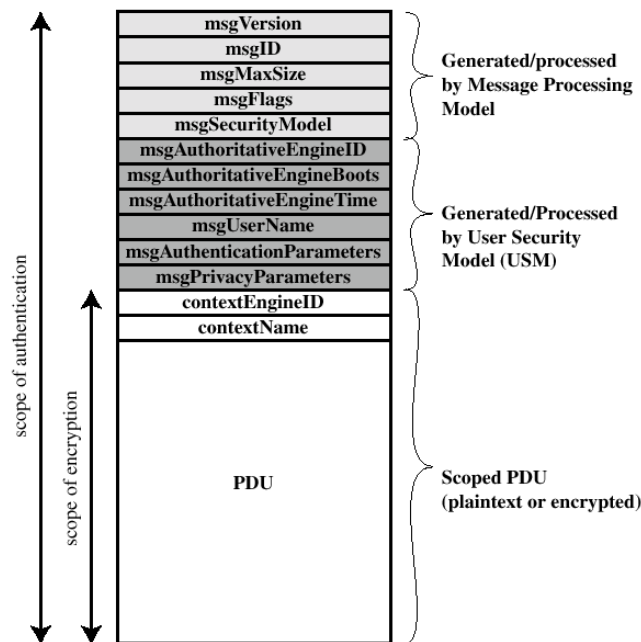 msgVersion
msgID
msgMaxSize
msgFlags
msgSecurityModel
msgAuthoritativeEngineID
msgAuthoritativeEngineBoots
msgAuthoritativeEngineTime
msgUserName
msgAuthenticationParameters
msgPrivacyParameters
contextEngineID
contextName
PDU
Generated/processed
by Message Processing
Model
Generated/Processed
by User Security
Model (USM)
Scoped PDU
(plaintext or encrypted)
scope of authentication
scope of encryption